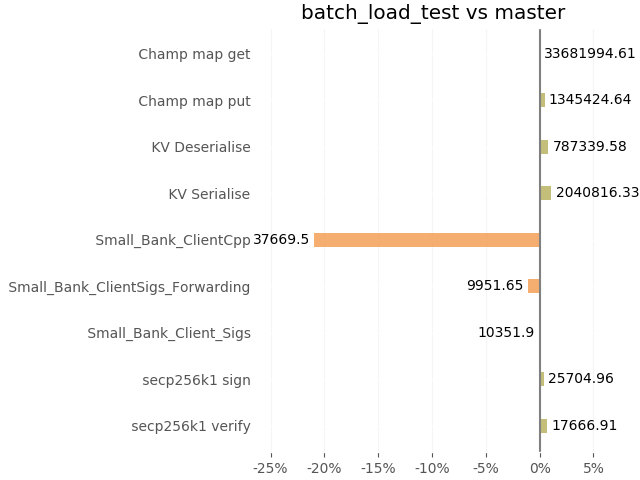 batch_load_test vs master
Champ map get 33681994.61
Champ map put 1345424.64
KV Deserialise 787339.58
KV Serialise 2040816.33
Small_Bank_ClientCpp 37669.5
Small_Bank_ClientSigs_Forwarding 9951.65
Small_Bank_Client_Sigs 10351.9
secp256k1 sign 25704.96
secp256k1 verify 17666.91
-25% -20% -15% -10% -5% 0% 5%